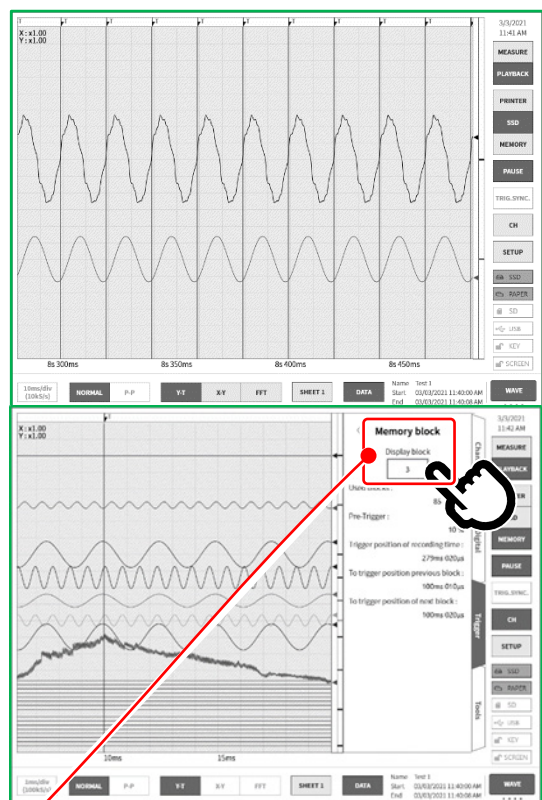 T T T T T T T T T T
X: x1.00
Y: x1.00
3/3/2021
11:41 AM
MEASURE
PLAYBACK
PRINTER
SSD
MEMORY
PAUSE
TRIG.SYNC.
CH
SETUP
SSD
PAPER
SD
USB
KEY
SCREEN
8s 300ms 8s 350ms 8s 400ms 8s 450ms
10ms/div
(10kS/s)
NORMAL P-P Y-T X-Y FFT SHEET 1 DATA
Name Test 1
Start 03/03/2021 11:40:00 AM
End 03/03/2021 11:40:08 AM
WAVE
T
X: x1.00
Y: x1.00
Memory block
Display block
3
Pre-Trigger :
10 %
Trigger position of recording time :
279ms 020µs
To trigger position previous block :
100ms 010µs
To trigger position of next block :
100ms 020µs
Digital
Trigger
Tools
3/3/2021
11:42 AM
MEASURE
MEMORY
PAUSE
TRIG.SYNC.
CH
SETUP
SSD
PAPER
SD
USB
KEY
SCREEN
10ms 15ms
1ms/div
NORMAL P-P Y-T X-Y FFT SHEET 1 DATA
Name Test 1
Start 03/03/2021 11:40:00 AM
End 03/03/2021 11:40:08 AM
WAVE